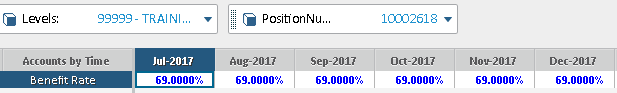 Levels: 99999 - TRAINI... PositionNu... 10002618
Accounts by Time Jul-2017 Aug-2017 Sep-2017 Oct-2017 Nov-2017 Dec-2017
Benefit Rate 69.0000% 69.0000% 69.0000% 69.0000% 69.0000% 69.0000%